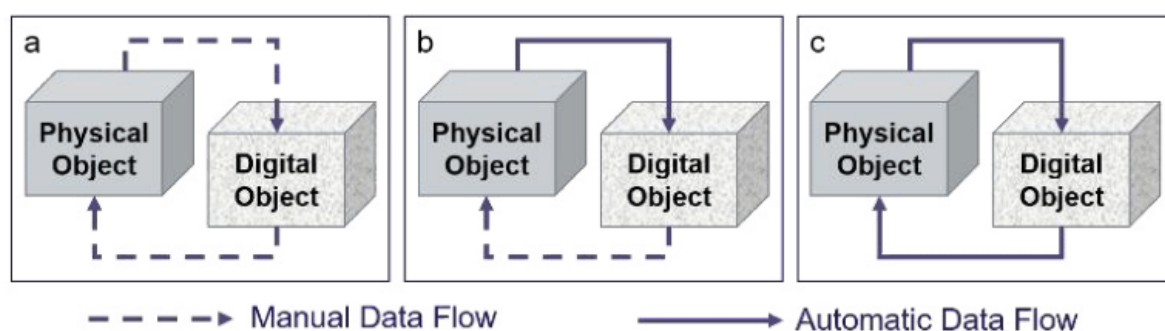 a
Physical
Object
Digital
Object
b
Physical
Object
Digital
Object
c
Physical
Object
Digital
Object
Manual Data Flow
Automatic Data Flow